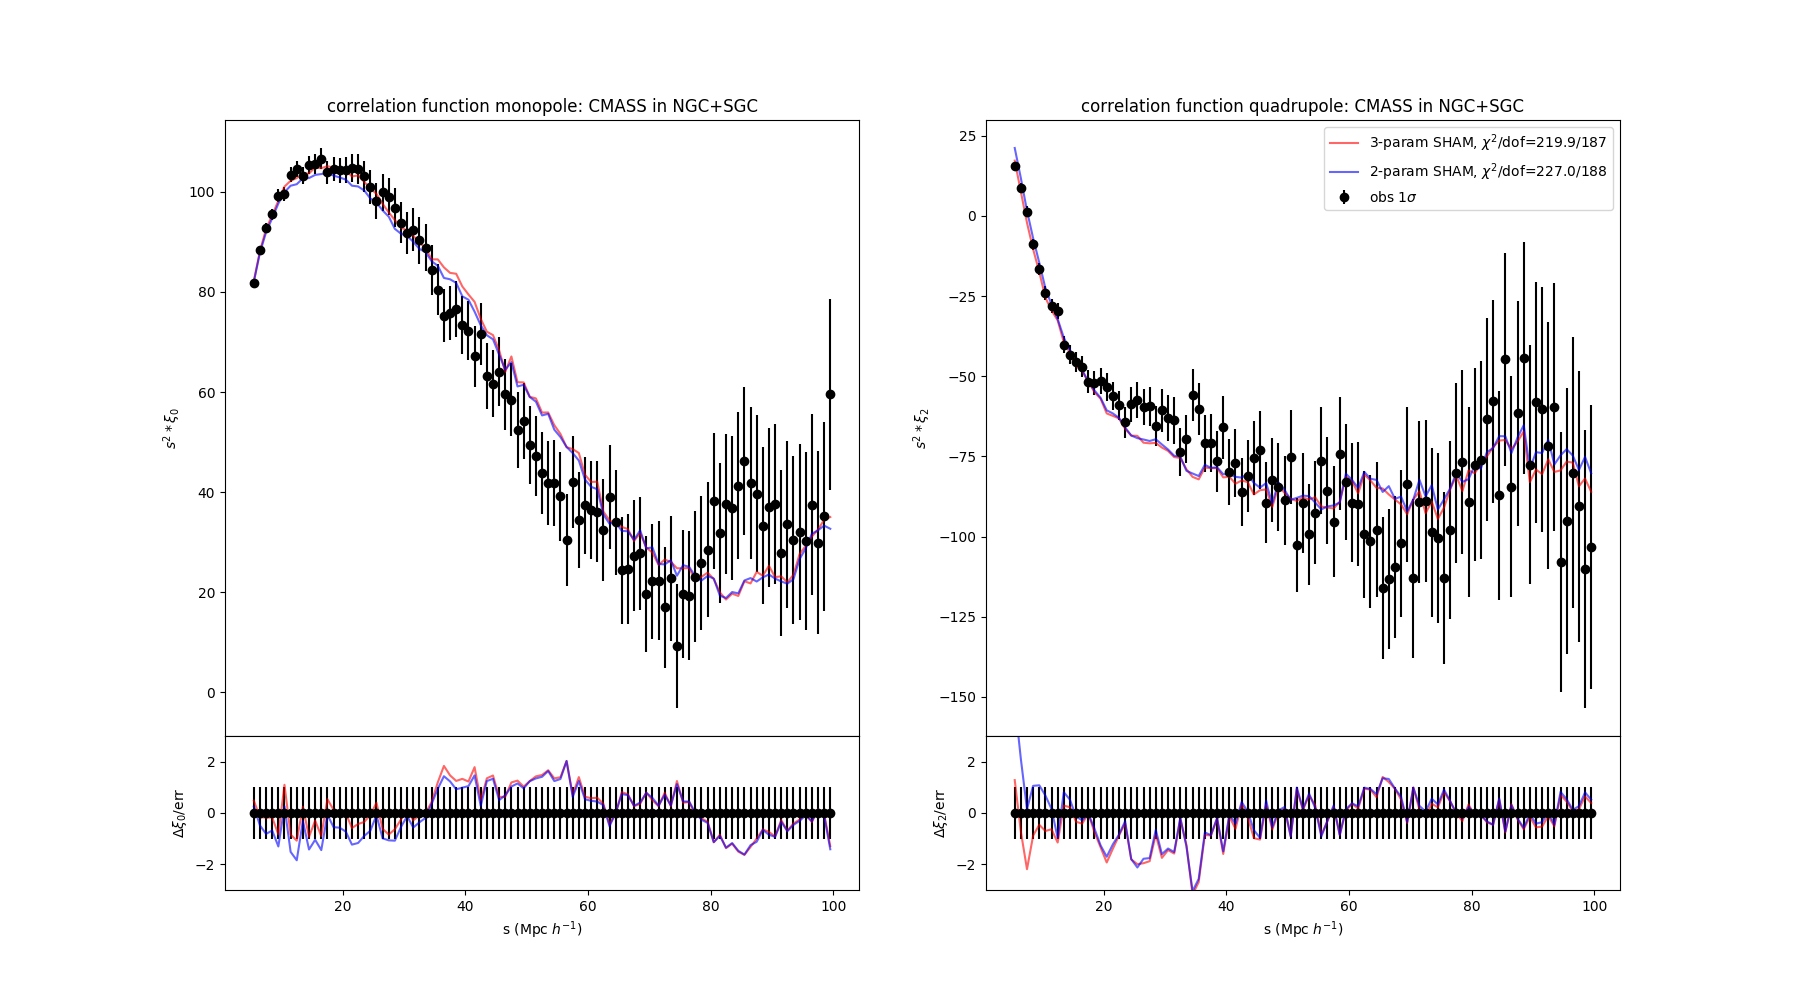 correlation function monopole: CMASS in NGC+SGC
100
80
60
40
20
0
s² * ξ₀
2
0
−2
Δξ₀/err
20 40 60 80 100
s (Mpc h⁻¹)
correlation function quadrupole: CMASS in NGC+SGC
3-param SHAM, χ²/dof=219.9/187
2-param SHAM, χ²/dof=227.0/188
obs 1σ
25
0
−25
−50
−75
−100
−125
−150
s² * ξ₂
2
0
−2
Δξ₂/err
20 40 60 80 100
s (Mpc h⁻¹)